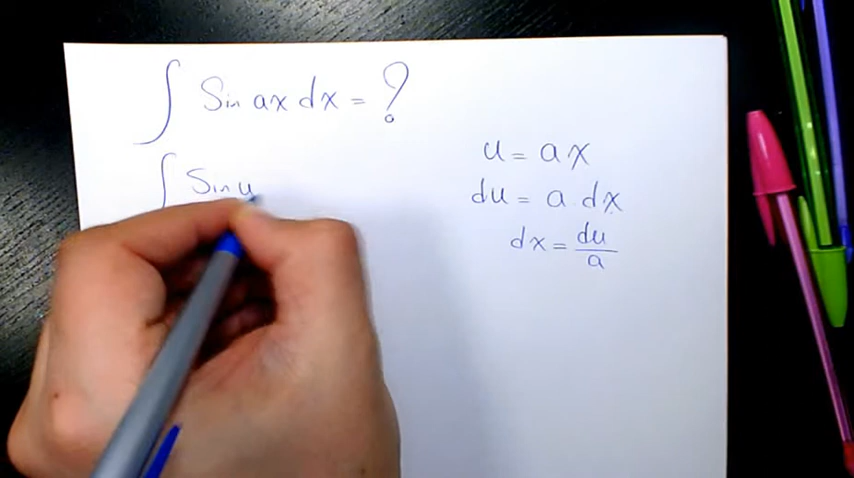 ∫ Sin ax dx = ?
∫ Sin u
u = ax
du = a dx
dx = du/a